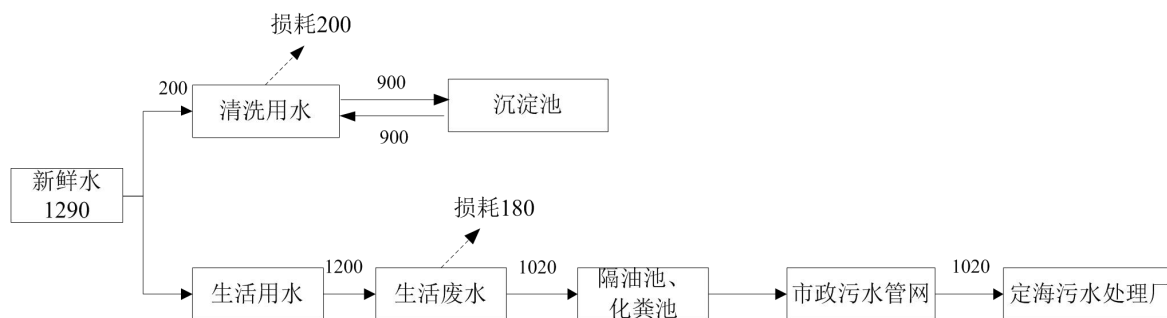 损耗200
200
清洗用水
900
900
沉淀池
新鲜水
1290
损耗180
生活用水
1200
生活废水
1020
隔油池、
化粪池
市政污水管网
1020
定海污水处理厂